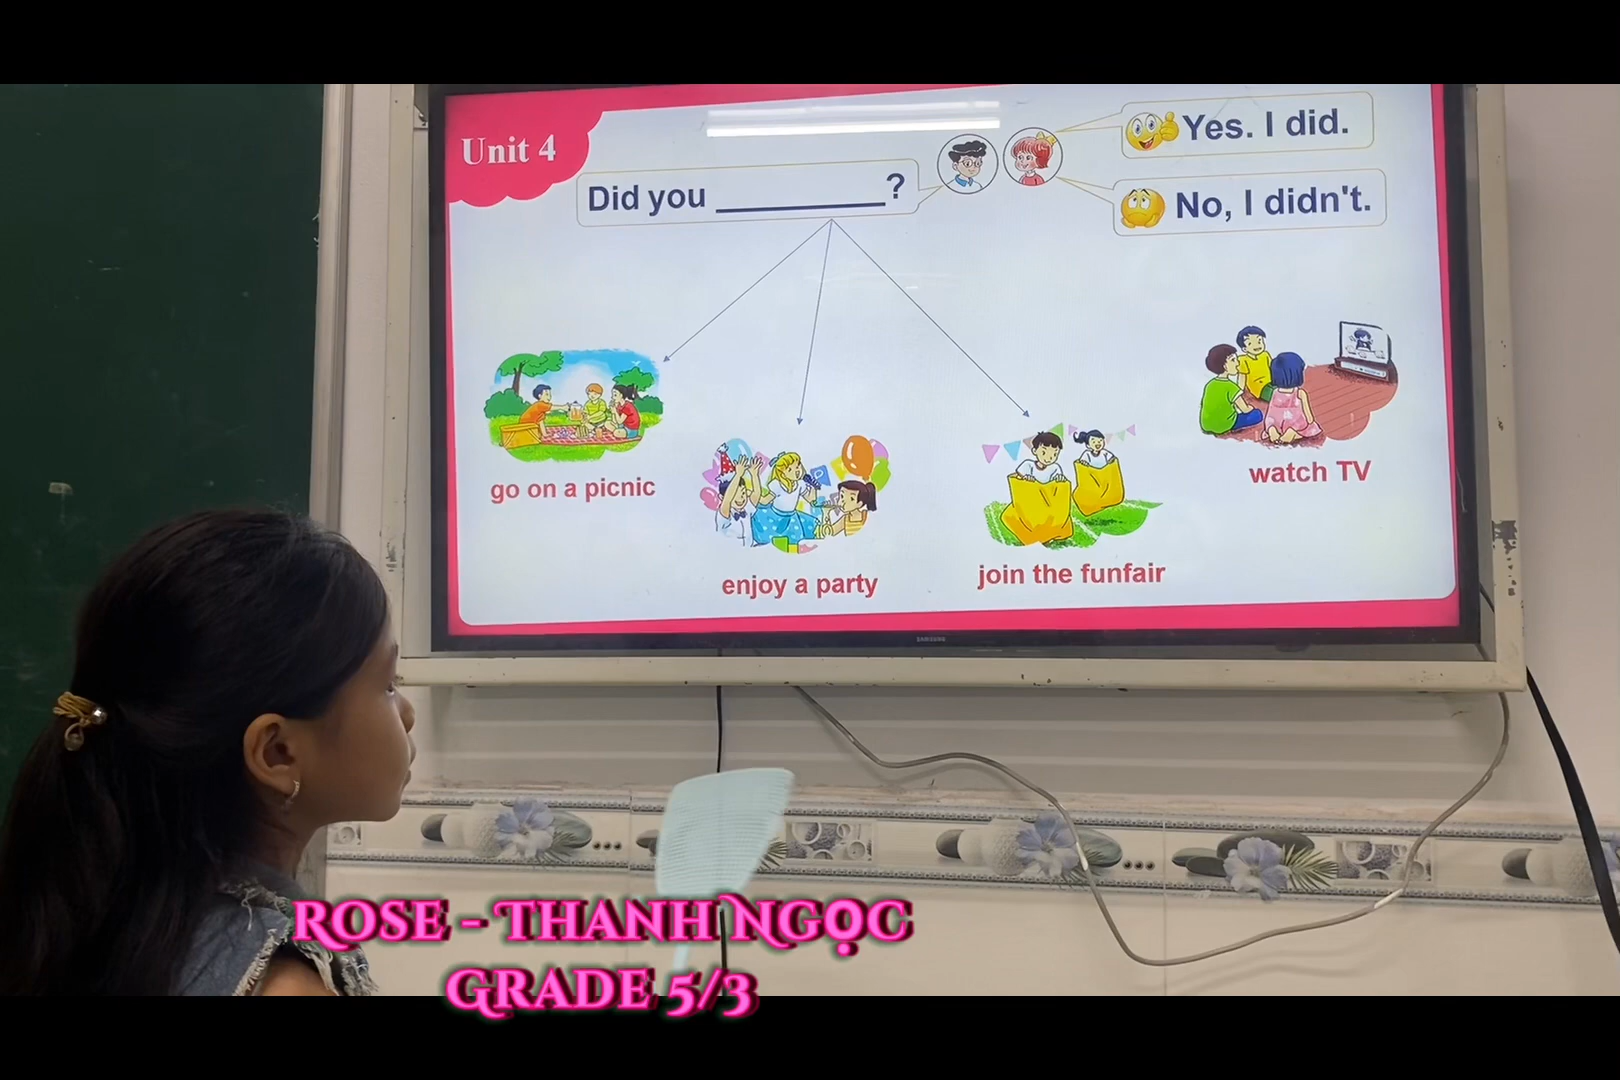 Unit 4
Did you __________?
Yes. I did.
No, I didn't.
go on a picnic
enjoy a party
join the funfair
watch TV
SAMSUNG
ROSE - THANH NGỌC
GRADE 5/3